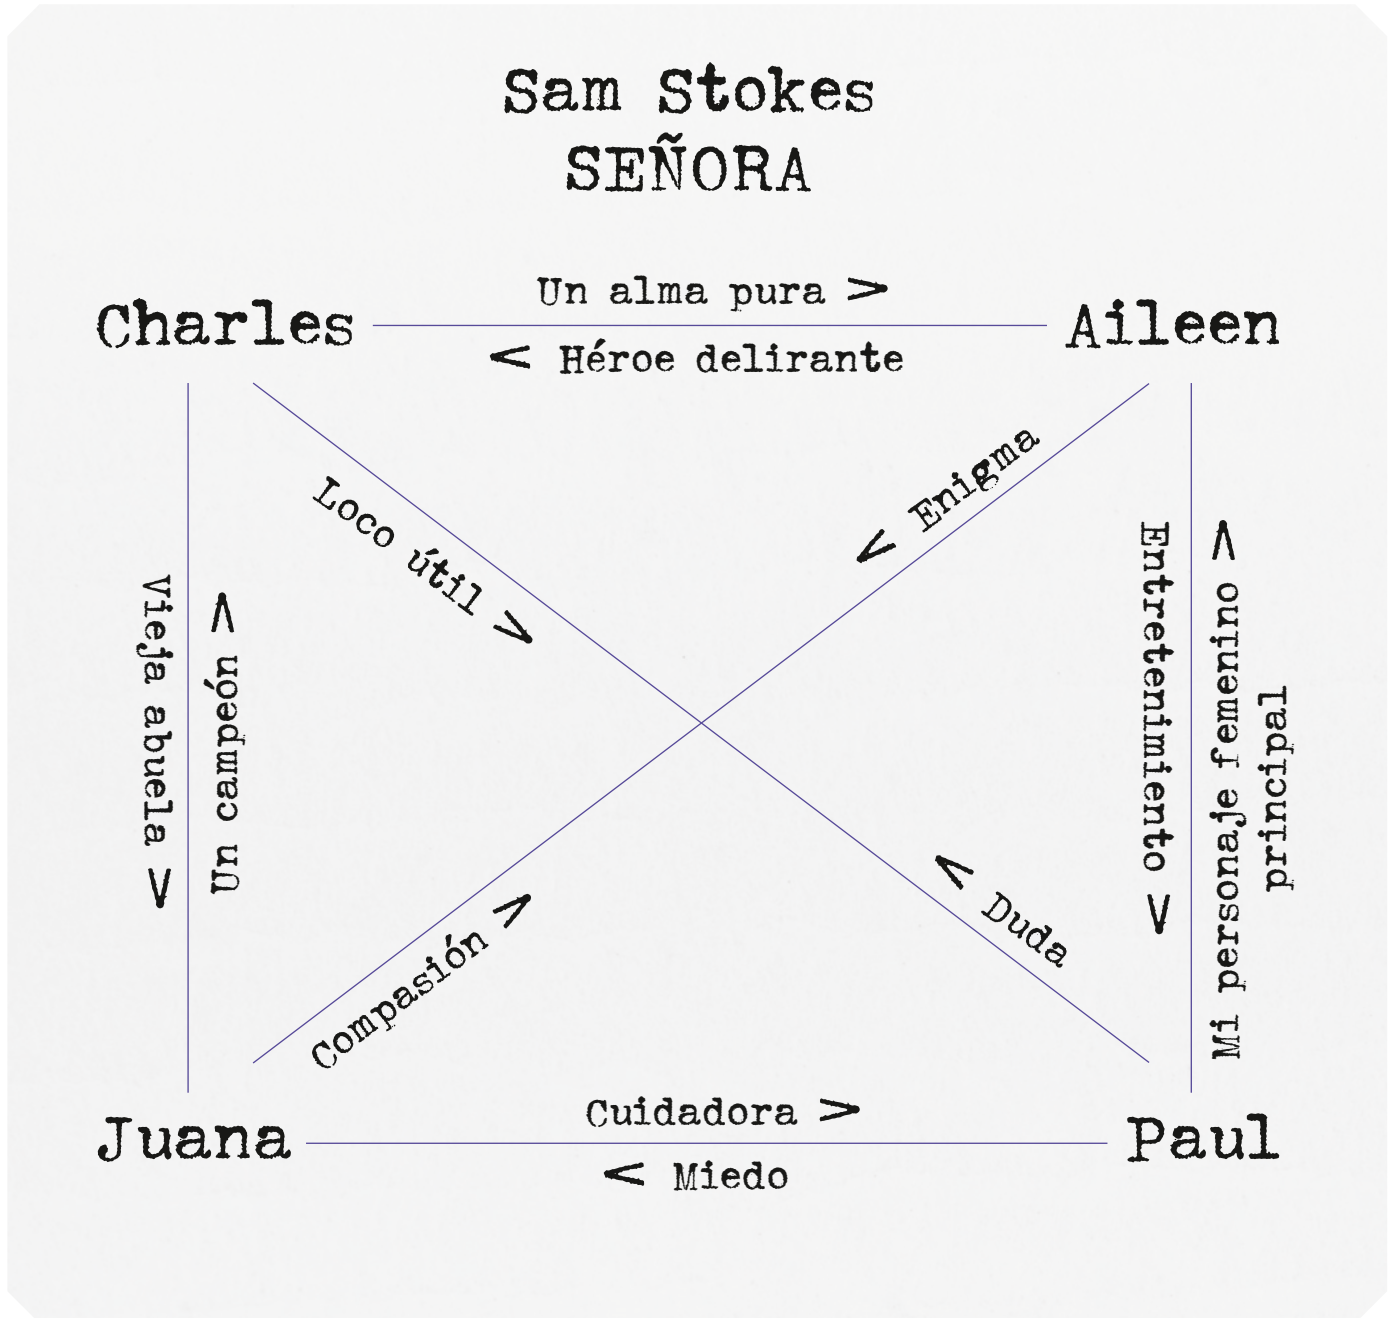 Sam Stokes
SEÑORA
Un alma pura >
Charles
Aileen
< Héroe delirante
Loco útil >
< Enigma
Vieja abuela >
Un campeón >
Entretenimiento >
Mi personaje femenino >
principal
Compasión >
< Duda
Cuidadora >
Juana
Paul
< Miedo